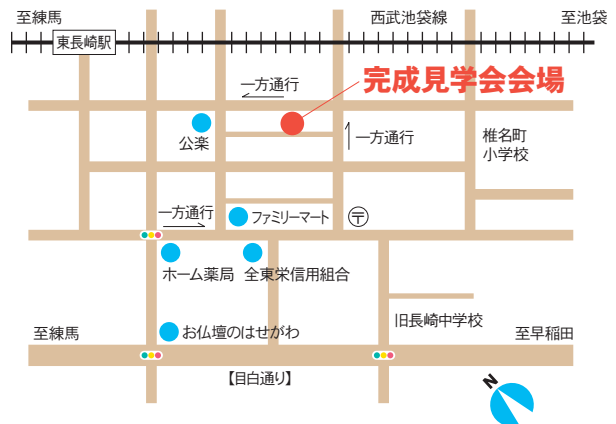 至練馬
西武池袋線
至池袋
東長崎駅
一方通行
完成見学会会場
公楽
一方通行
椎名町
小学校
一方通行
ファミリーマート
〒
ホーム薬局
全東栄信用組合
旧長崎中学校
至練馬
お仏壇のはせがわ
至早稲田
【目白通り】
N